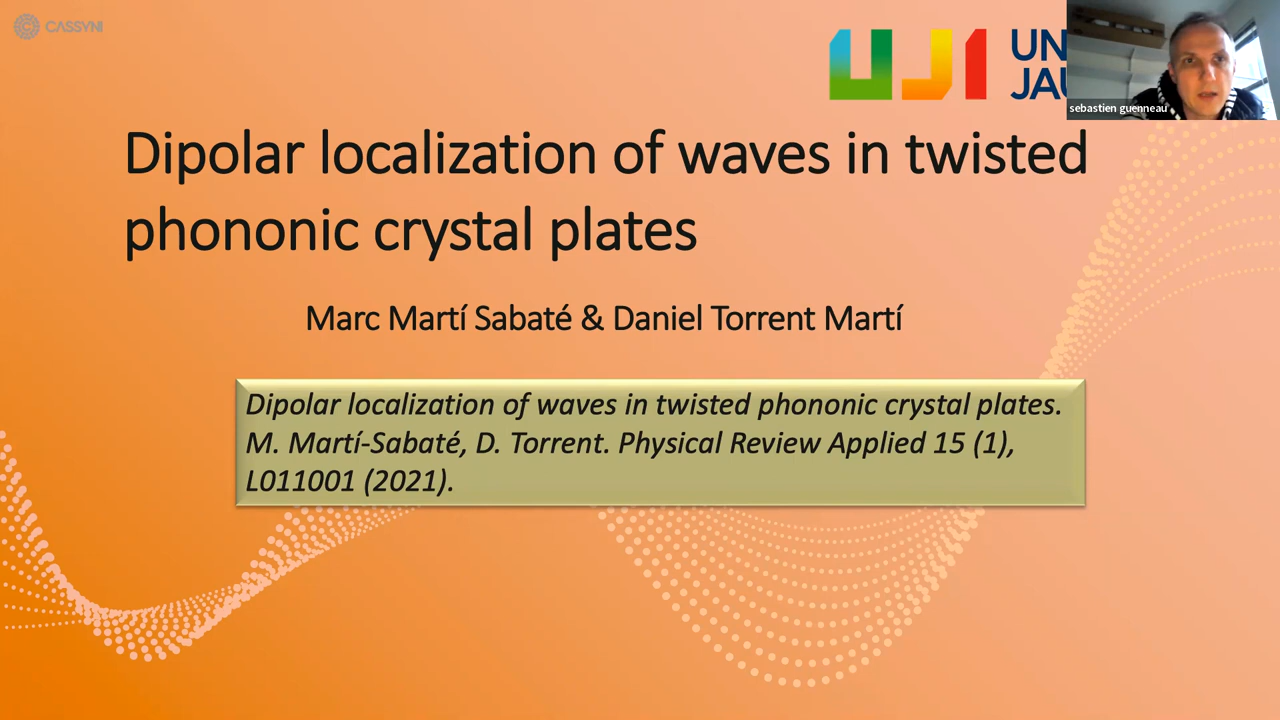 CASSYNI
UJI
UN
JAU
sebastien guenneau
Dipolar localization of waves in twisted
phononic crystal plates
Marc Martí Sabaté & Daniel Torrent Martí
Dipolar localization of waves in twisted phononic crystal plates.
M. Martí-Sabaté, D. Torrent. Physical Review Applied 15 (1),
L011001 (2021).